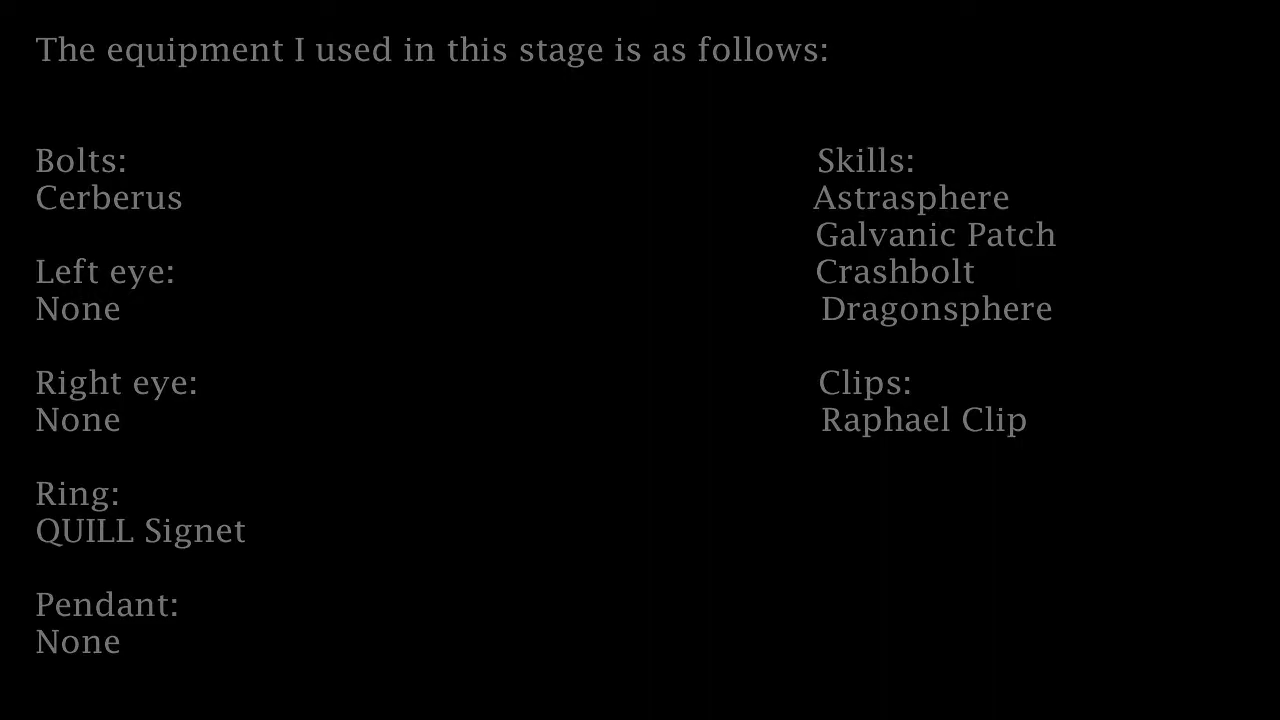 The equipment I used in this stage is as follows:
Bolts:
Cerberus
Left eye:
None
Right eye:
None
Ring:
QUILL Signet
Pendant:
None
Skills:
Astrasphere
Galvanic Patch
Crashbolt
Dragonsphere
Clips:
Raphael Clip